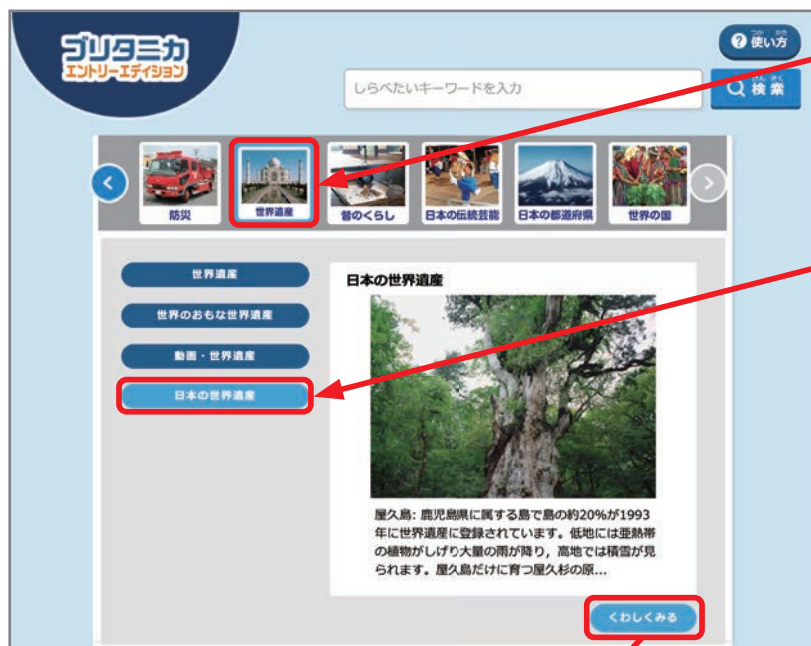 ブリタニカ
エントリーエディション
つか かた
使い方
しらべたいキーワードを入力
けん さく
検索
防災
世界遺産
昔のくらし
日本の伝統芸能
日本の都道府県
世界の国
世界遺産
世界のおもな世界遺産
動画・世界遺産
日本の世界遺産
日本の世界遺産
屋久島: 鹿児島県に属する島で島の約20%が1993
年に世界遺産に登録されています。低地には亜熱帯
の植物がしげり大量の雨が降り，高地では積雪が見
られます。屋久島だけに育つ屋久杉の原...
くわしくみる